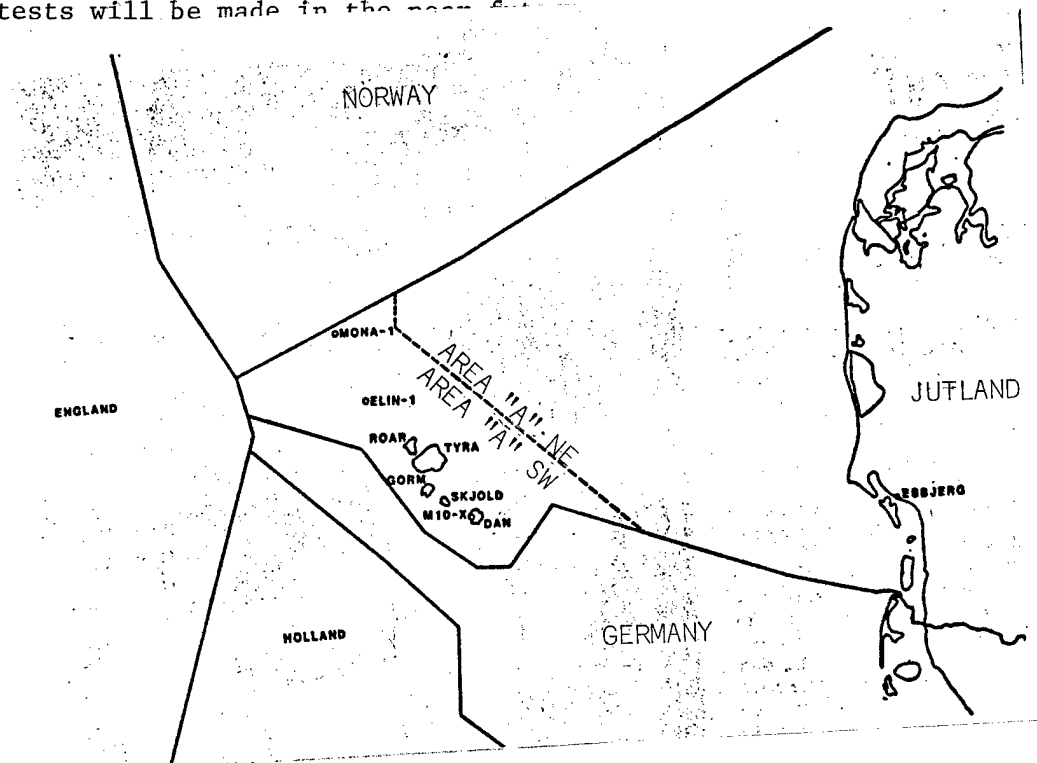 tests will be made in the near
NORWAY
MONA-1
AREA "A" NE
AREA "A" SW
ELIN-1
ENGLAND
JUTLAND
ROAR
TYRA
GORM
SKJOLD
M10-X
DAN
ESBJERG
HOLLAND
GERMANY